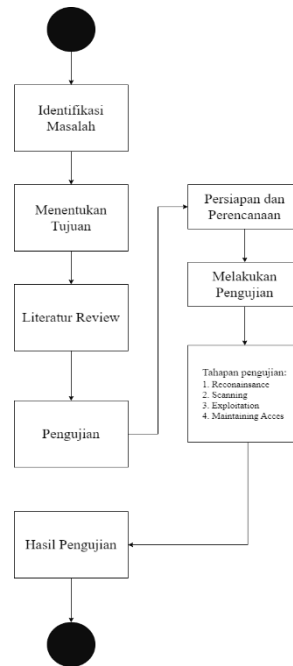 Identifikasi
Masalah
Menentukan
Tujuan
Literatur Review
Pengujian
Persiapan dan
Perencanaan
Melakukan
Pengujian
Tahapan pengujian:
1. Reconainsance
2. Scanning
3. Exploitation
4. Maintaining Acces
Hasil Pengujian